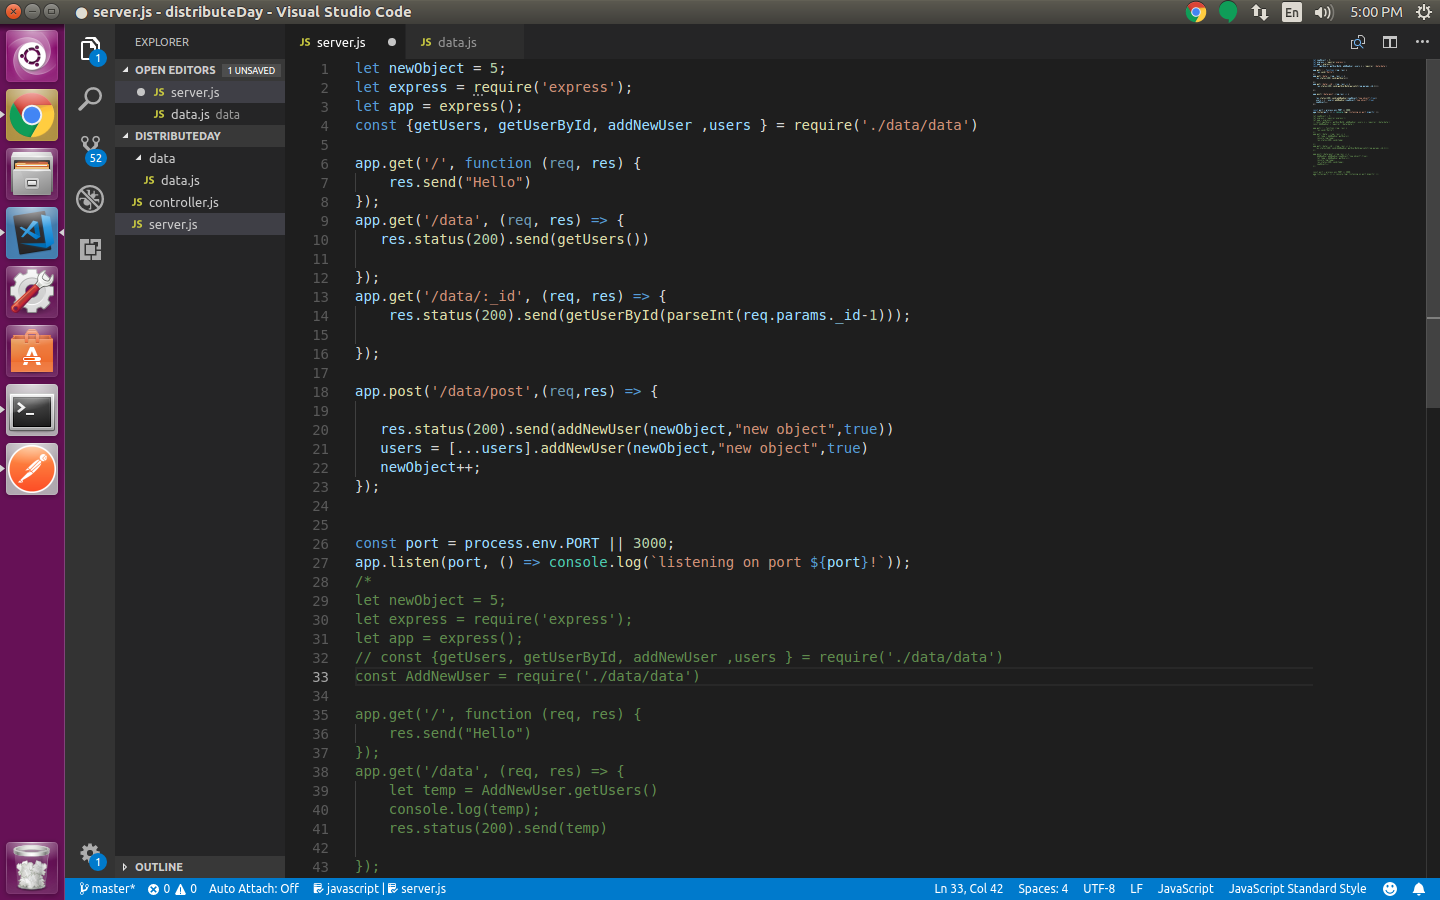 server.js - distributeDay - Visual Studio Code
En
5:00 PM
EXPLORER
OPEN EDITORS 1 UNSAVED
JS server.js
JS data.js data
DISTRIBUTEDAY
data
JS data.js
JS controller.js
JS server.js
OUTLINE
1
52
1
JS server.js
JS data.js
1 let newObject = 5;
2 let express = require('express');
3 let app = express();
4 const {getUsers, getUserById, addNewUser ,users } = require('./data/data')
5
6 app.get('/', function (req, res) {
7     res.send("Hello")
8 });
9 app.get('/data', (req, res) => {
10    res.status(200).send(getUsers())
11
12 });
13 app.get('/data/:_id', (req, res) => {
14     res.status(200).send(getUserById(parseInt(req.params._id-1)));
15
16 });
17
18 app.post('/data/post',(req,res) => {
19
20    res.status(200).send(addNewUser(newObject,"new object",true))
21    users = [...users].addNewUser(newObject,"new object",true)
22    newObject++;
23 });
24
25
26 const port = process.env.PORT || 3000;
27 app.listen(port, () => console.log(`listening on port ${port}!`));
28 /*
29 let newObject = 5;
30 let express = require('express');
31 let app = express();
32 // const {getUsers, getUserById, addNewUser ,users } = require('./data/data')
33 const AddNewUser = require('./data/data')
34
35 app.get('/', function (req, res) {
36     res.send("Hello")
37 });
38 app.get('/data', (req, res) => {
39     let temp = AddNewUser.getUsers()
40     console.log(temp);
41     res.status(200).send(temp)
42
43 });
master* 0 0 Auto Attach: Off javascript | server.js Ln 33, Col 42 Spaces: 4 UTF-8 LF JavaScript JavaScript Standard Style